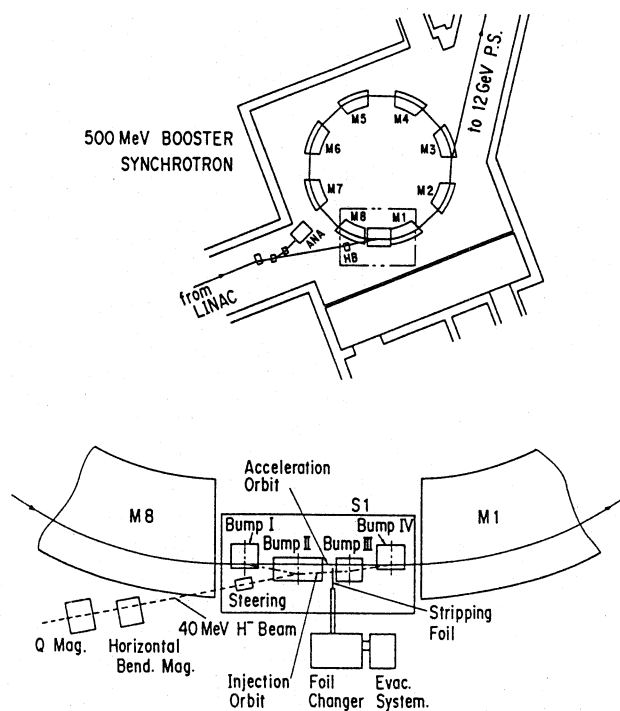 to 12 GeV P.S.
500 MeV BOOSTER
SYNCHROTRON
M5
M4
M6
M3
M7
M2
M8
M1
ANA
HB
from
LINAC
Acceleration
Orbit
S1
M8
M1
Bump I
Bump IV
Bump II
Bump III
Steering
Stripping
Foil
40 MeV H⁻ Beam
Q Mag.
Horizontal
Bend. Mag.
Injection
Orbit
Foil
Changer
Evac.
System.